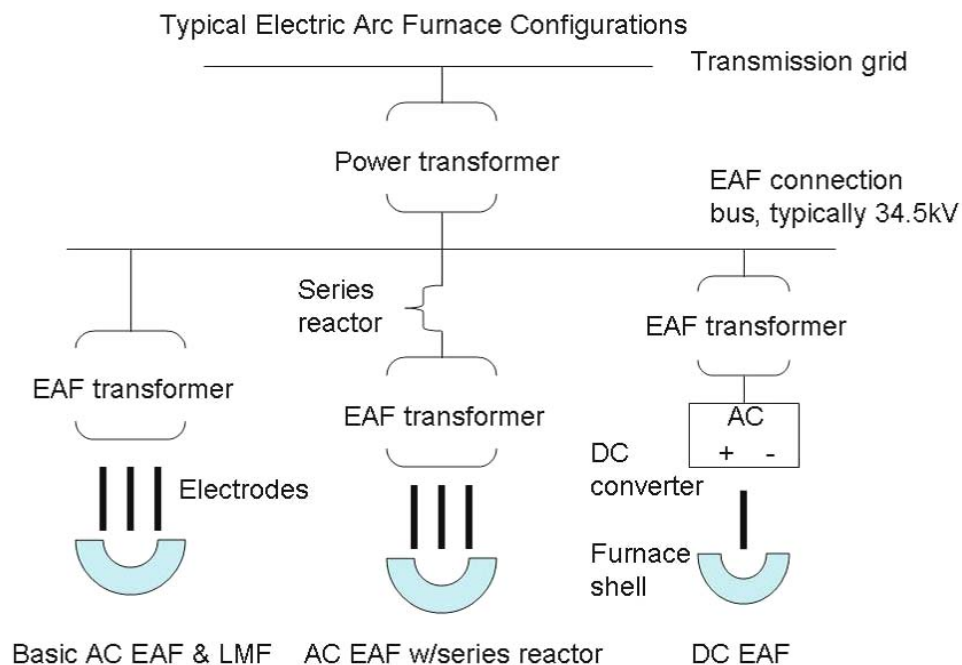 Typical Electric Arc Furnace Configurations
Transmission grid
Power transformer
EAF connection
bus, typically 34.5kV
Series
reactor
EAF transformer
EAF transformer
EAF transformer
AC
+ -
DC
converter
Electrodes
Furnace
shell
Basic AC EAF & LMF
AC EAF w/series reactor
DC EAF